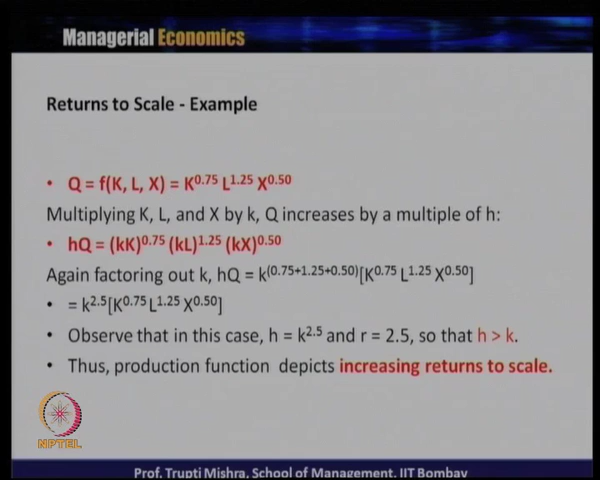 Managerial Economics
Returns to Scale - Example
• Q = f(K, L, X) = K⁰·⁷⁵ L¹·²⁵ X⁰·⁵⁰
Multiplying K, L, and X by k, Q increases by a multiple of h:
• hQ = (kK)⁰·⁷⁵ (kL)¹·²⁵ (kX)⁰·⁵⁰
Again factoring out k, hQ = k⁽⁰·⁷⁵⁺¹·²⁵⁺⁰·⁵⁰⁾[K⁰·⁷⁵ L¹·²⁵ X⁰·⁵⁰]
• = k²·⁵[K⁰·⁷⁵ L¹·²⁵ X⁰·⁵⁰]
• Observe that in this case, h = k²·⁵ and r = 2.5, so that h > k.
• Thus, production function depicts increasing returns to scale.
NPTEL
Prof. Trupti Mishra, School of Management, IIT Bombay